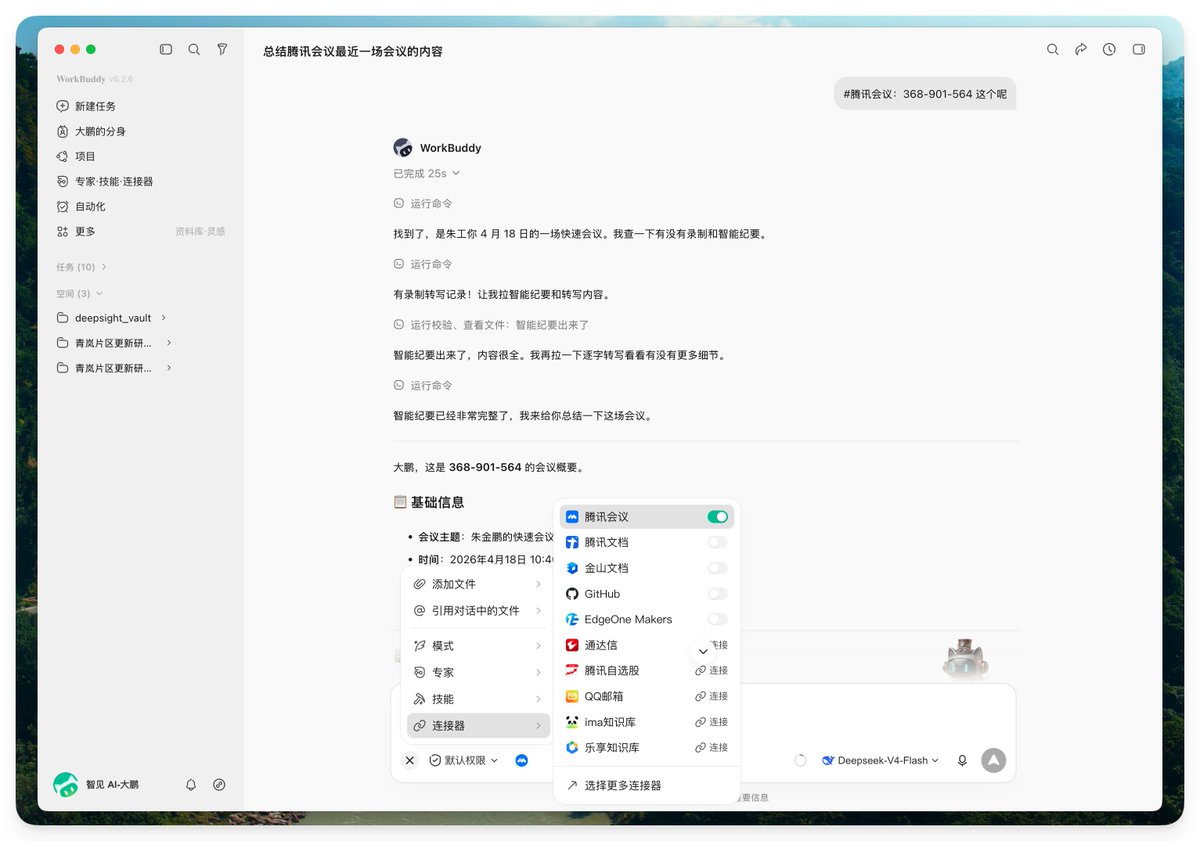 总结腾讯会议最近一场会议的内容
WorkBuddy v5.2.6
新建任务
大鹏的分身
项目
专家·技能·连接器
自动化
更多 资料库·灵感
任务 (10)
空间 (3)
deepsight_vault
青岚片区更新研...
青岚片区更新研...
智见 AI-大鹏
#腾讯会议：368-901-564 这个呢
WorkBuddy
已完成 25s
运行命令
找到了，是朱工你 4 月 18 日的一场快速会议。我查一下有没有录制和智能纪要。
运行命令
有录制转写记录！让我拉智能纪要和转写内容。
运行校验、查看文件：智能纪要出来了
智能纪要出来了，内容很全。我再拉一下逐字转写看看有没有更多细节。
运行命令
智能纪要已经非常完整了，我来给你总结一下这场会议。
大鹏，这是 368-901-564 的会议概要。
基础信息
• 会议主题：朱金鹏的快速会议
• 时间：2026年4月18日 10:4
添加文件
引用对话中的文件
模式
专家
技能
连接器
腾讯会议
腾讯文档
金山文档
GitHub
EdgeOne Makers
通达信 连接
腾讯自选股 连接
QQ邮箱 连接
ima知识库 连接
乐享知识库 连接
选择更多连接器
默认权限
Deepseek-V4-Flash
要信息